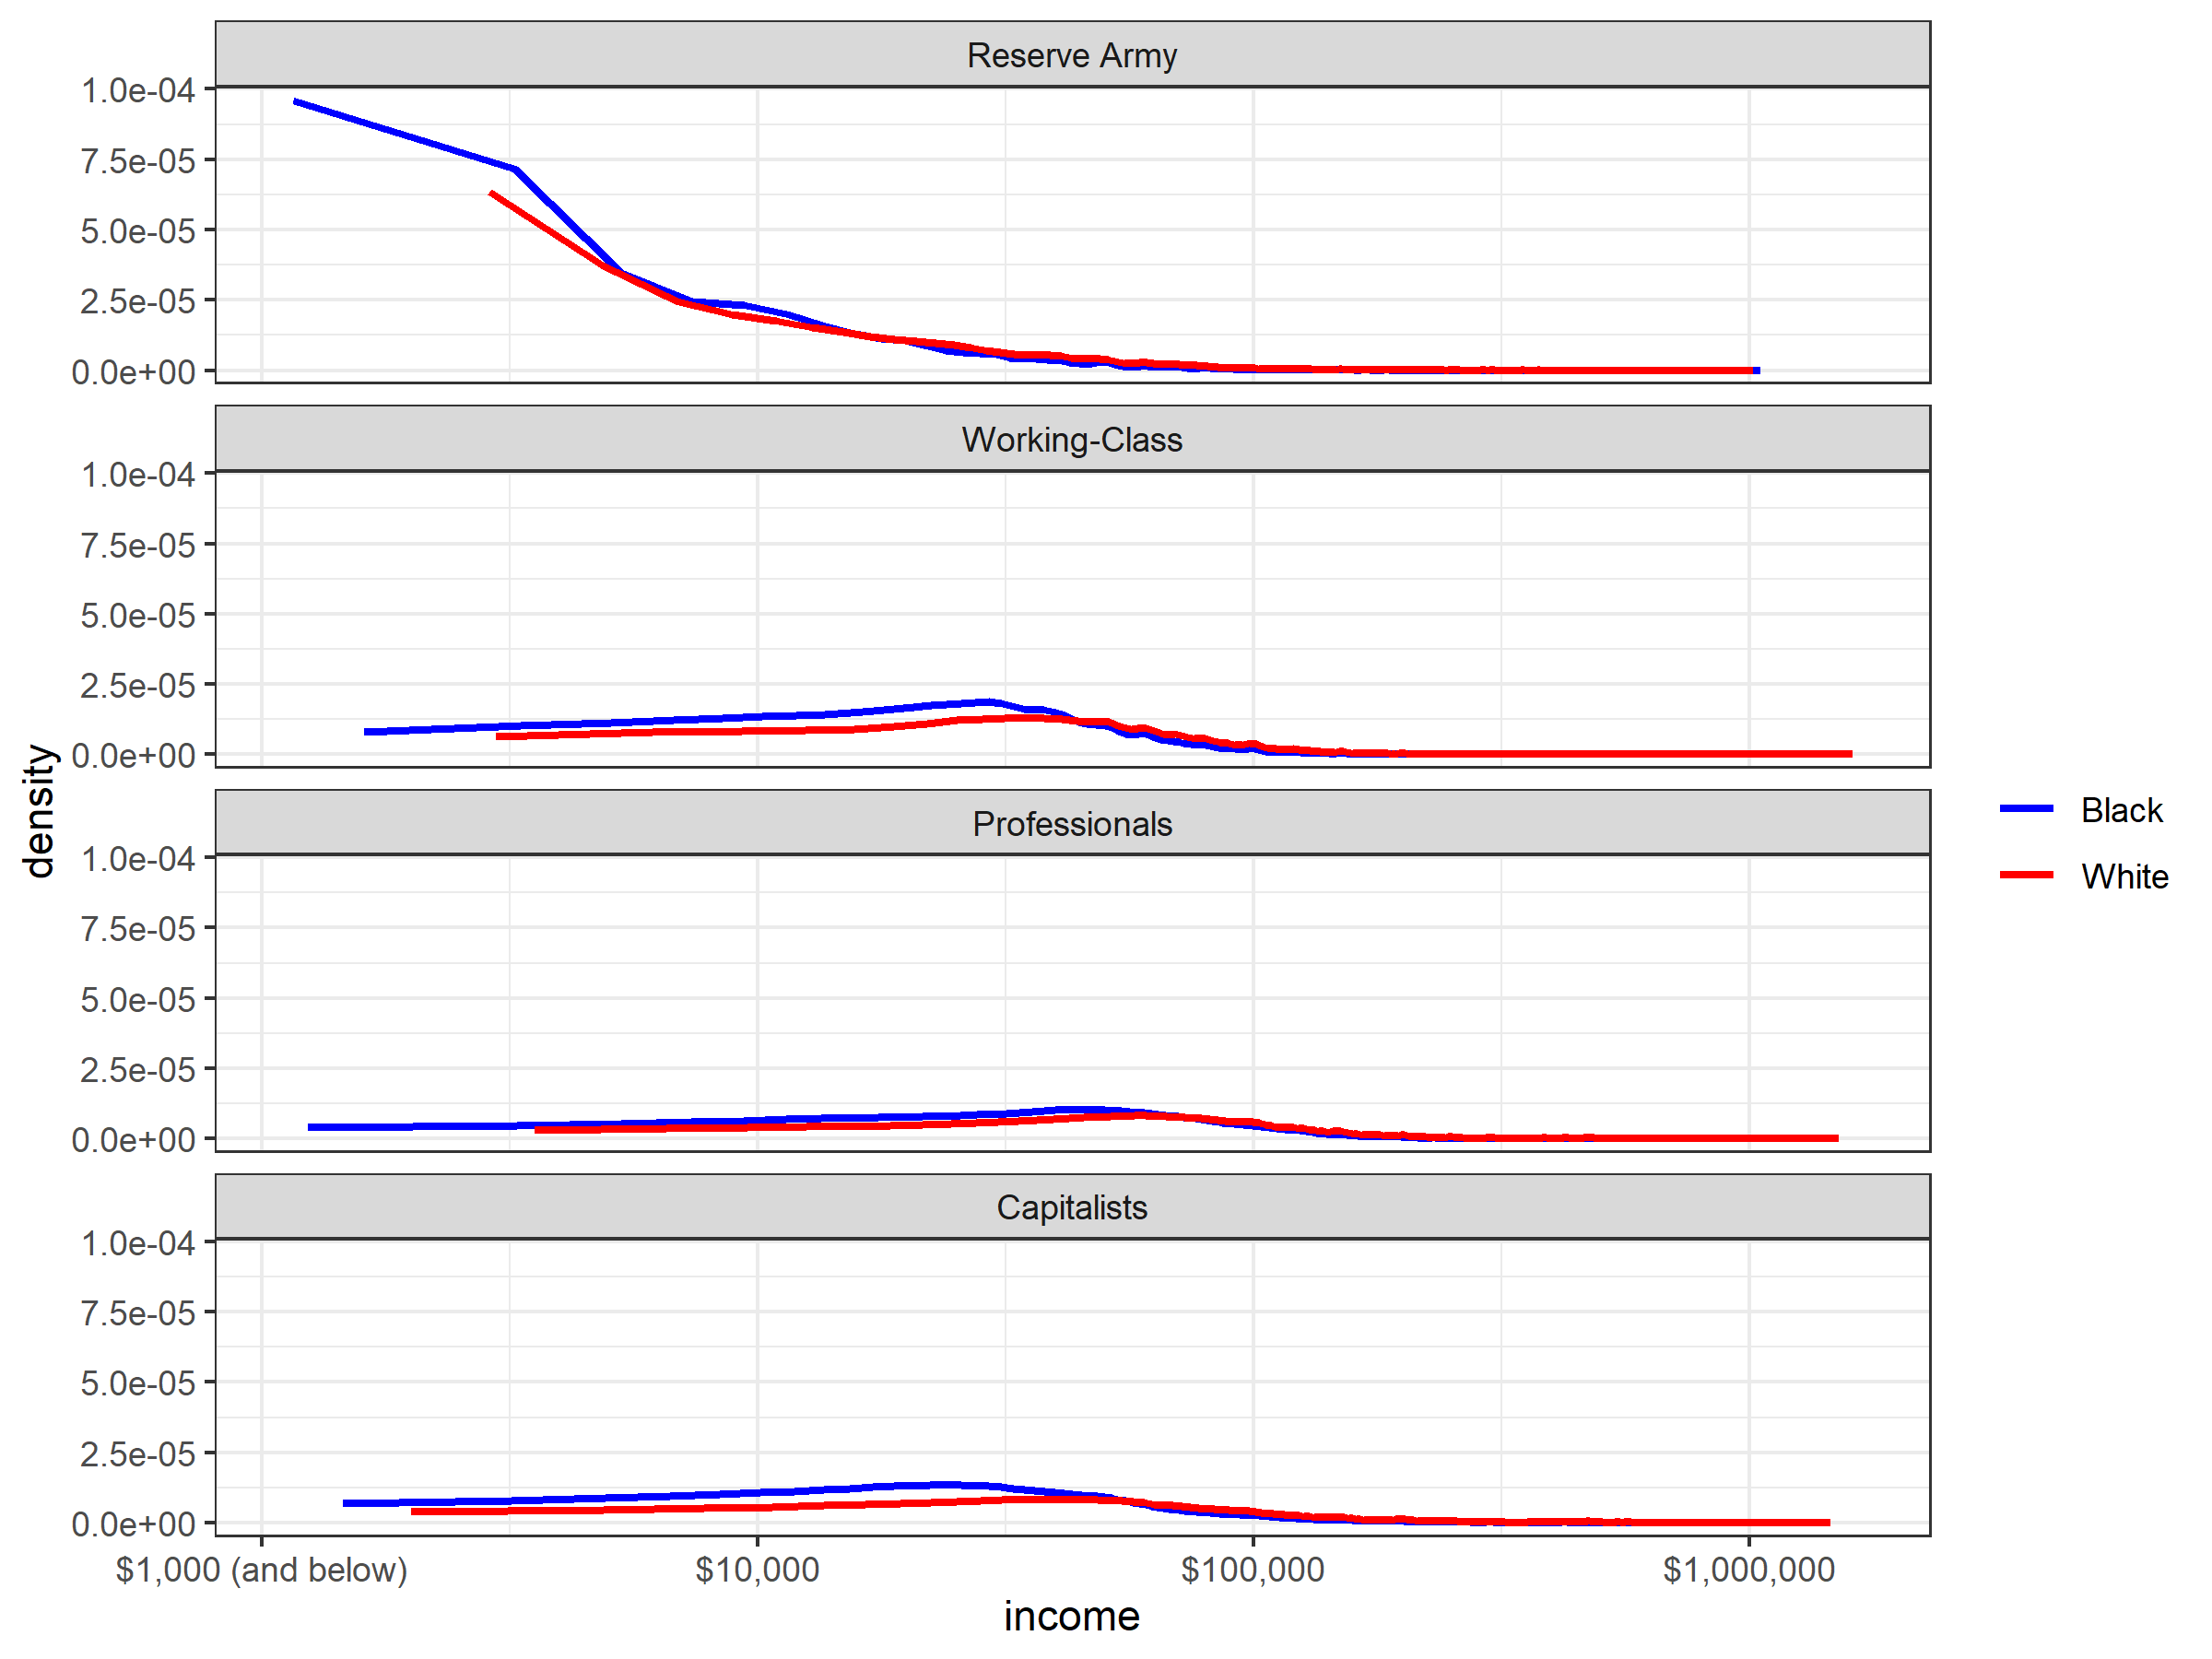 Reserve Army
1.0e-04
7.5e-05
5.0e-05
2.5e-05
0.0e+00
Working-Class
1.0e-04
7.5e-05
5.0e-05
2.5e-05
0.0e+00
Professionals
1.0e-04
7.5e-05
5.0e-05
2.5e-05
0.0e+00
Capitalists
1.0e-04
7.5e-05
5.0e-05
2.5e-05
0.0e+00
$1,000 (and below) $10,000 $100,000 $1,000,000
income
density
Black
White